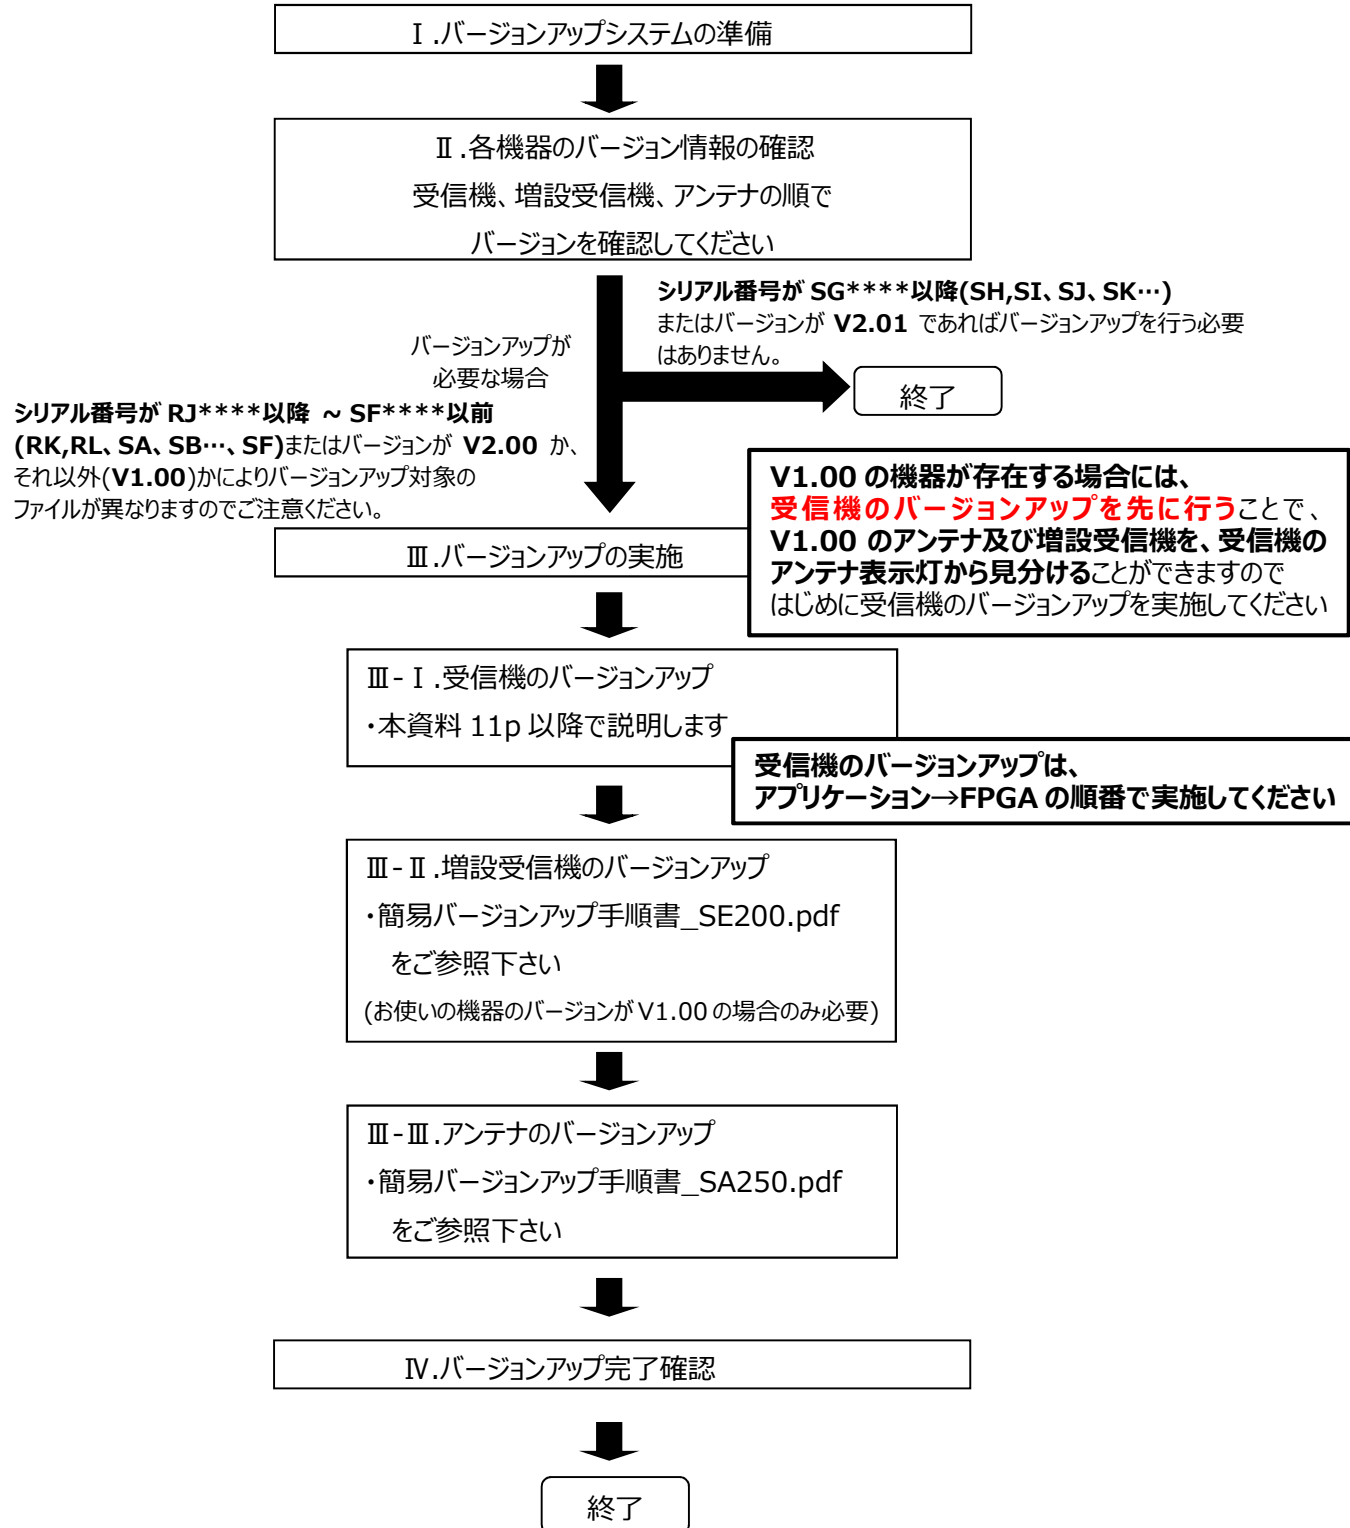 Ⅰ.バージョンアップシステムの準備
Ⅱ.各機器のバージョン情報の確認
受信機、増設受信機、アンテナの順で
バージョンを確認してください
シリアル番号が SG****以降(SH,SI、SJ、SK…)
またはバージョンが V2.01 であればバージョンアップを行う必要
はありません。
バージョンアップが
必要な場合
終了
シリアル番号が RJ****以降 ~ SF****以前
(RK,RL、SA、SB…、SF)またはバージョンが V2.00 か、
それ以外(V1.00)かによりバージョンアップ対象の
ファイルが異なりますのでご注意ください。
V1.00 の機器が存在する場合には、
受信機のバージョンアップを先に行うことで、
V1.00 のアンテナ及び増設受信機を、受信機の
アンテナ表示灯から見分けることができますので
はじめに受信機のバージョンアップを実施してください
Ⅲ.バージョンアップの実施
Ⅲ-Ⅰ.受信機のバージョンアップ
・本資料 11p 以降で説明します
受信機のバージョンアップは、
アプリケーション→FPGA の順番で実施してください
Ⅲ-Ⅱ.増設受信機のバージョンアップ
・簡易バージョンアップ手順書_SE200.pdf
をご参照下さい
(お使いの機器のバージョンが V1.00 の場合のみ必要)
Ⅲ-Ⅲ.アンテナのバージョンアップ
・簡易バージョンアップ手順書_SA250.pdf
をご参照下さい
Ⅳ.バージョンアップ完了確認
終了